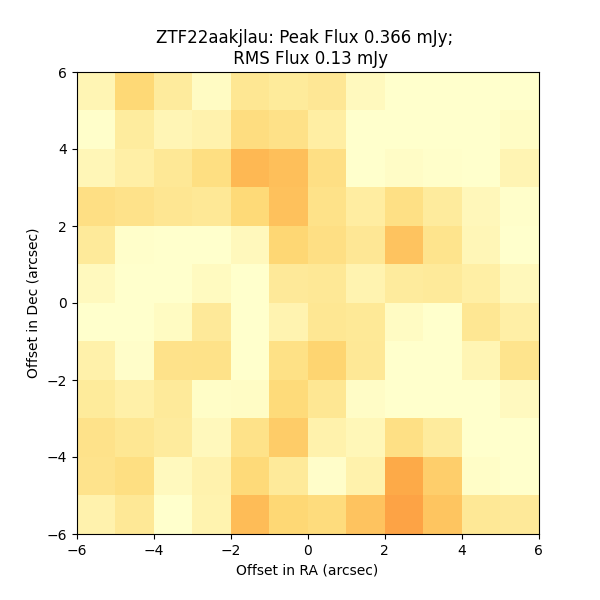 ZTF22aakjlau: Peak Flux 0.366 mJy;
RMS Flux 0.13 mJy
6
4
2
0
−2
−4
−6
Offset in Dec (arcsec)
−6 −4 −2 0 2 4 6
Offset in RA (arcsec)